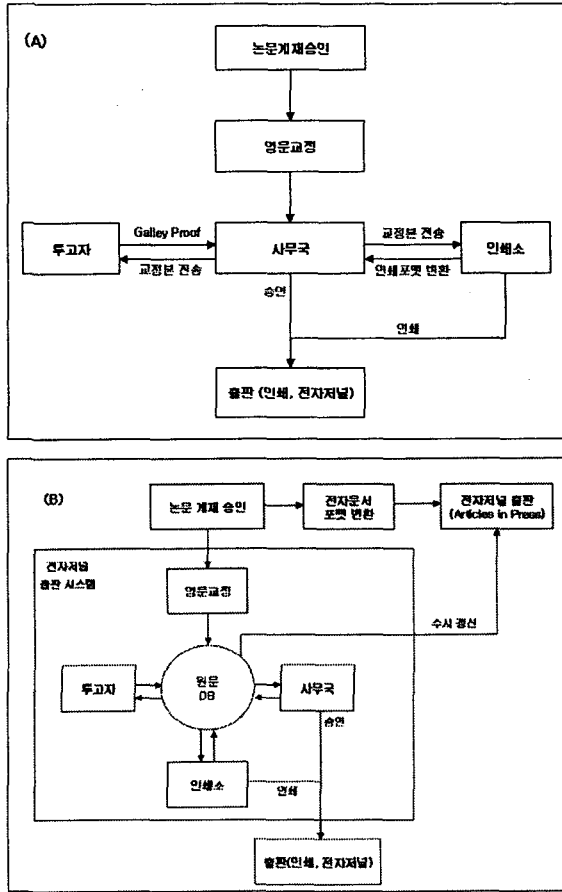 (A)
논문게재승인
영문교정
투고자
Galley Proof
교정본 전송
사무국
교정본 전송
인쇄포맷 변환
인쇄소
승인
인쇄
출판 (인쇄, 전자저널)
(B)
논문 게재 승인
전자문서
포맷 변환
전자저널 출판
(Articles in Press)
전자저널
출판 시스템
영문교정
수시 갱신
투고자
원문
DB
사무국
승인
인쇄소
인쇄
출판(인쇄, 전자저널)